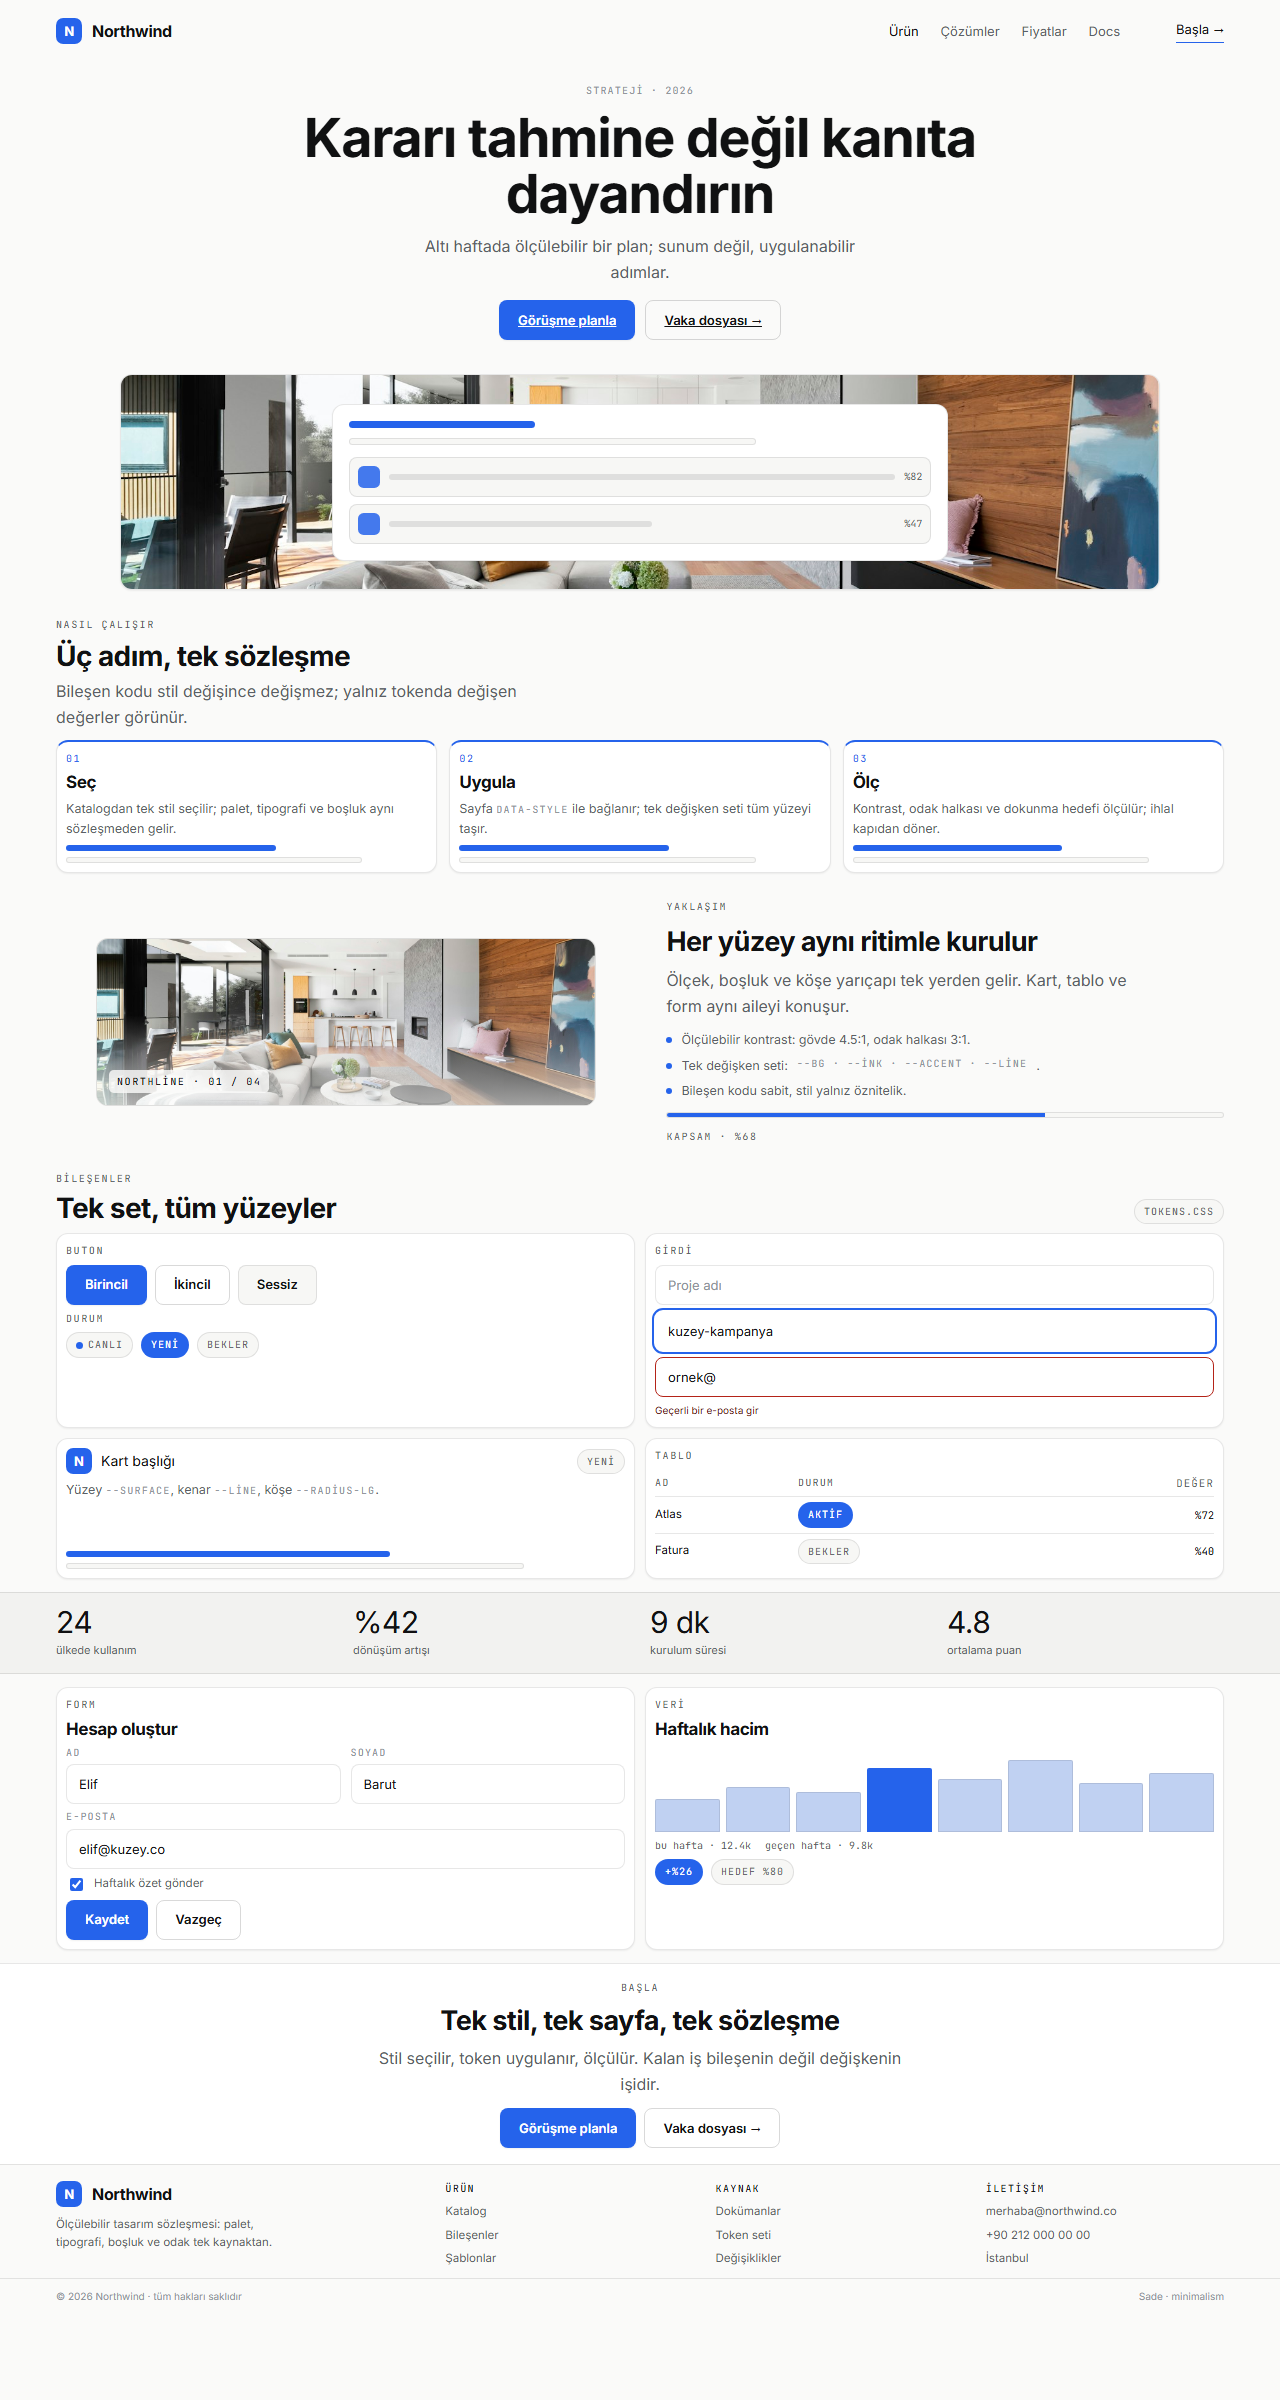 N Northwind
Ürün Çözümler Fiyatlar Docs Başla →
STRATEJİ · 2026
Kararı tahmine değil kanıta
dayandırın
Altı haftada ölçülebilir bir plan; sunum değil, uygulanabilir
adımlar.
Görüşme planla Vaka dosyası →
%82
%47
NASIL ÇALIŞIR
Üç adım, tek sözleşme
Bileşen kodu stil değişince değişmez; yalnız tokenda değişen
değerler görünür.
01
Seç
Katalogdan tek stil seçilir; palet, tipografi ve boşluk aynı
sözleşmeden gelir.
02
Uygula
Sayfa DATA-STYLE ile bağlanır; tek değişken seti tüm yüzeyi
taşır.
03
Ölç
Kontrast, odak halkası ve dokunma hedefi ölçülür; ihlal
kapıdan döner.
NORTHLİNE · 01 / 04
YAKLAŞIM
Her yüzey aynı ritimle kurulur
Ölçek, boşluk ve köşe yarıçapı tek yerden gelir. Kart, tablo ve
form aynı aileyi konuşur.
Ölçülebilir kontrast: gövde 4.5:1, odak halkası 3:1.
Tek değişken seti: --BG · --İNK · --ACCENT · --LİNE .
Bileşen kodu sabit, stil yalnız öznitelik.
KAPSAM · %68
BİLEŞENLER
Tek set, tüm yüzeyler
TOKENS.CSS
BUTON
Birincil İkincil Sessiz
DURUM
CANLI YENİ BEKLER
GİRDİ
Proje adı
kuzey-kampanya
ornek@
Geçerli bir e-posta gir
N Kart başlığı YENİ
Yüzey --SURFACE, kenar --LİNE, köşe --RADİUS-LG.
TABLO
AD DURUM DEĞER
Atlas AKTİF %72
Fatura BEKLER %40
24
ülkede kullanım
%42
dönüşüm artışı
9 dk
kurulum süresi
4.8
ortalama puan
FORM
Hesap oluştur
AD SOYAD
Elif Barut
E-POSTA
elif@kuzey.co
Haftalık özet gönder
Kaydet Vazgeç
VERİ
Haftalık hacim
bu hafta · 12.4k geçen hafta · 9.8k
+%26 HEDEF %80
BAŞLA
Tek stil, tek sayfa, tek sözleşme
Stil seçilir, token uygulanır, ölçülür. Kalan iş bileşenin değil değişkenin
işidir.
Görüşme planla Vaka dosyası →
N Northwind
Ölçülebilir tasarım sözleşmesi: palet,
tipografi, boşluk ve odak tek kaynaktan.
ÜRÜN
Katalog
Bileşenler
Şablonlar
KAYNAK
Dokümanlar
Token seti
Değişiklikler
İLETİŞİM
merhaba@northwind.co
+90 212 000 00 00
İstanbul
© 2026 Northwind · tüm hakları saklıdır
Sade · minimalism